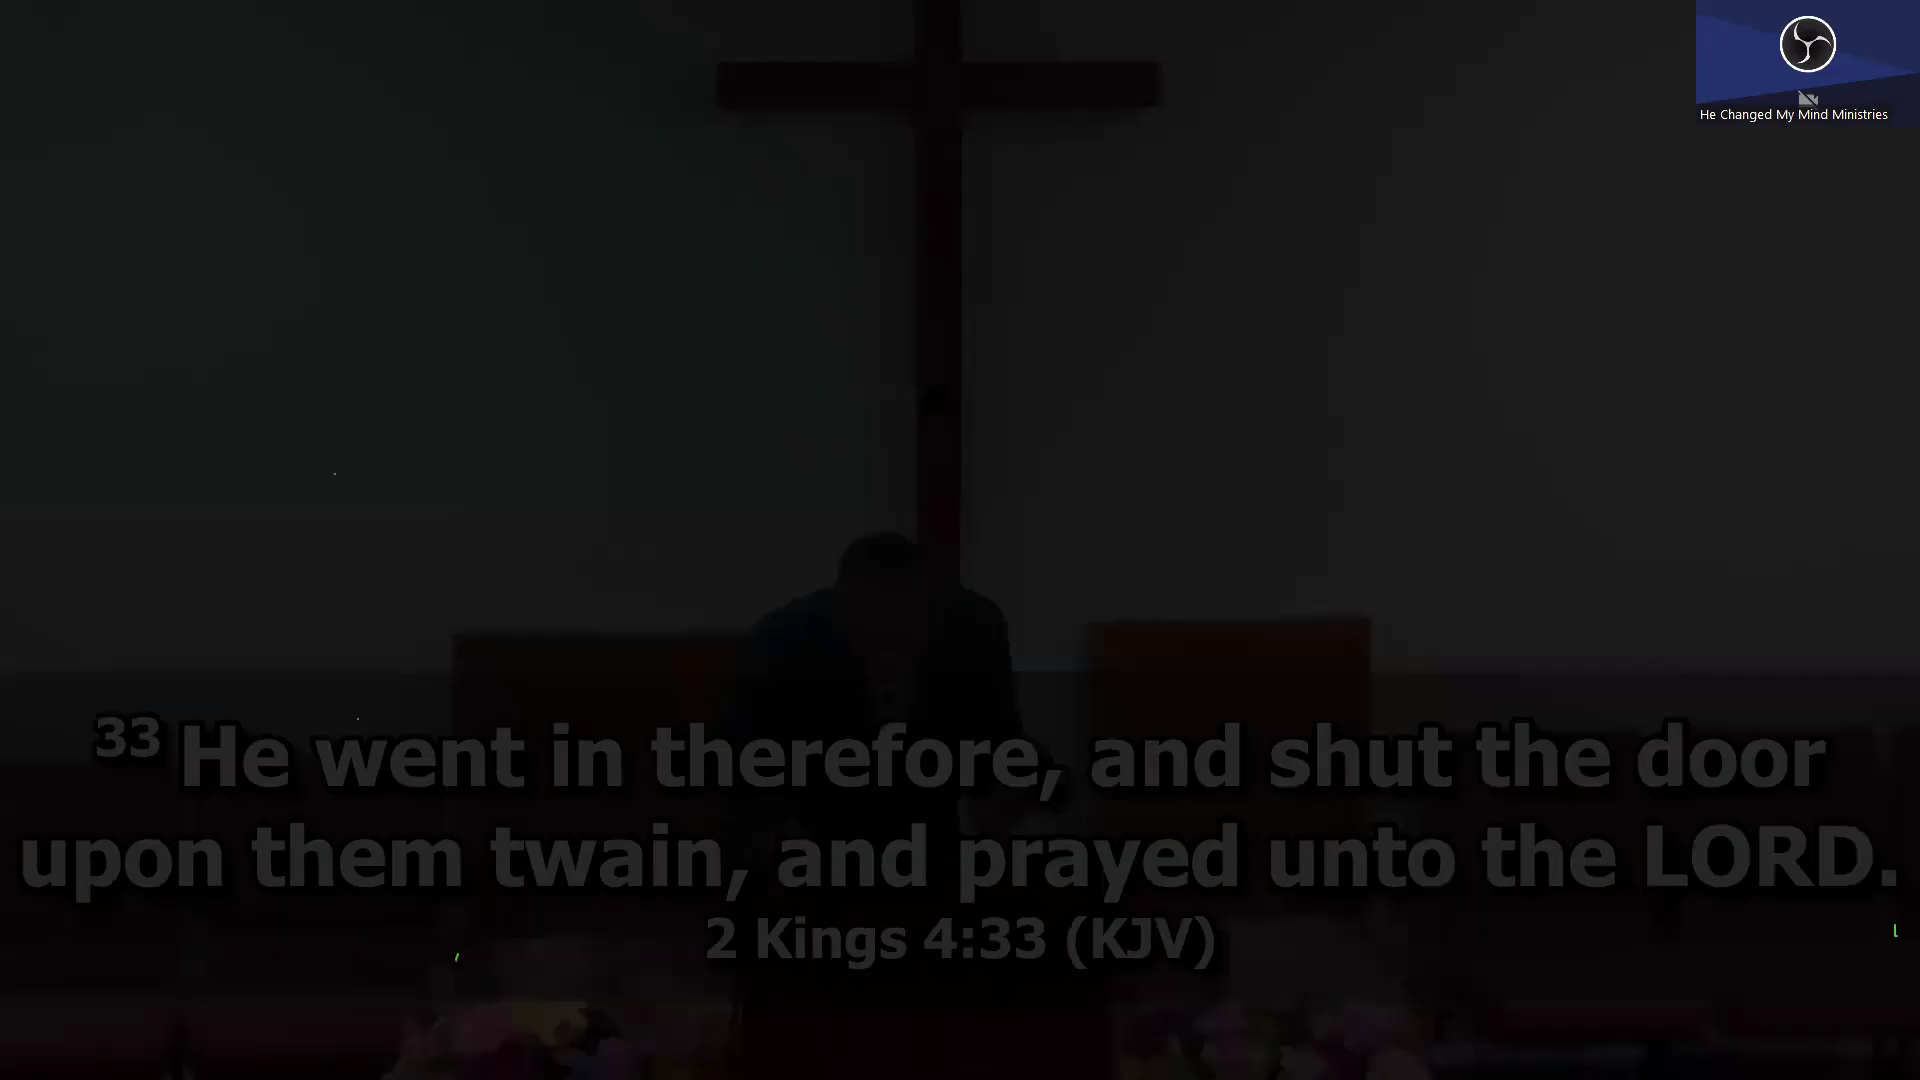 He Changed My Mind Ministries
33 He went in therefore, and shut the door
upon them twain, and prayed unto the LORD.
2 Kings 4:33 (KJV)